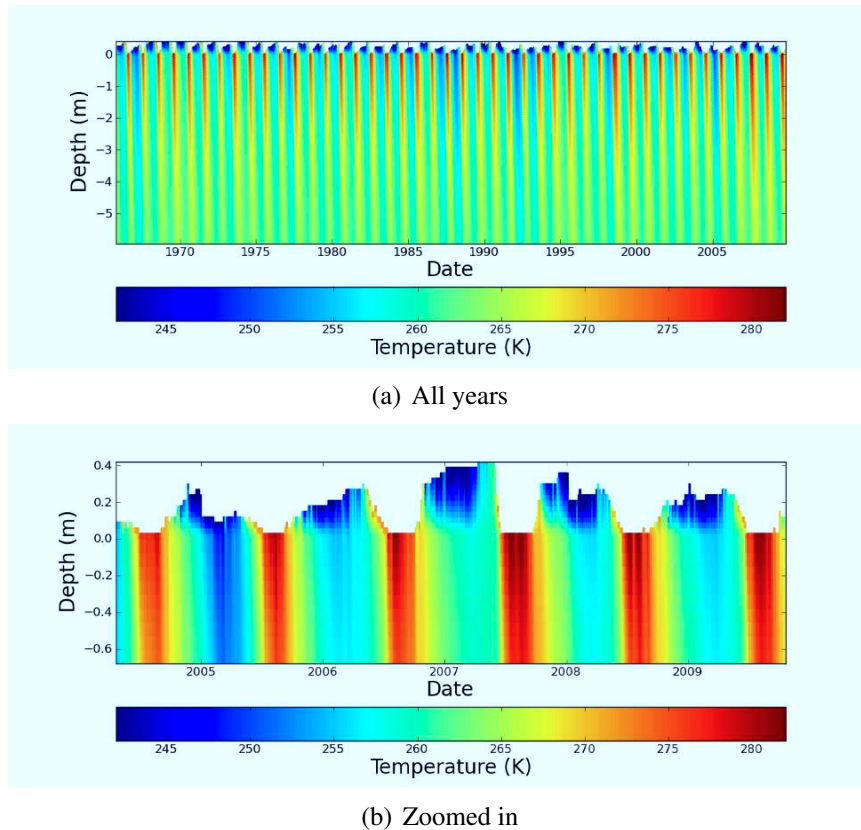 0
−1
−2
−3
−4
−5
Depth (m)
1970 1975 1980 1985 1990 1995 2000 2005
Date
245 250 255 260 265 270 275 280
Temperature (K)
(a) All years
0.4
0.2
0.0
−0.2
−0.4
−0.6
Depth (m)
2005 2006 2007 2008 2009
Date
245 250 255 260 265 270 275 280
Temperature (K)
(b) Zoomed in